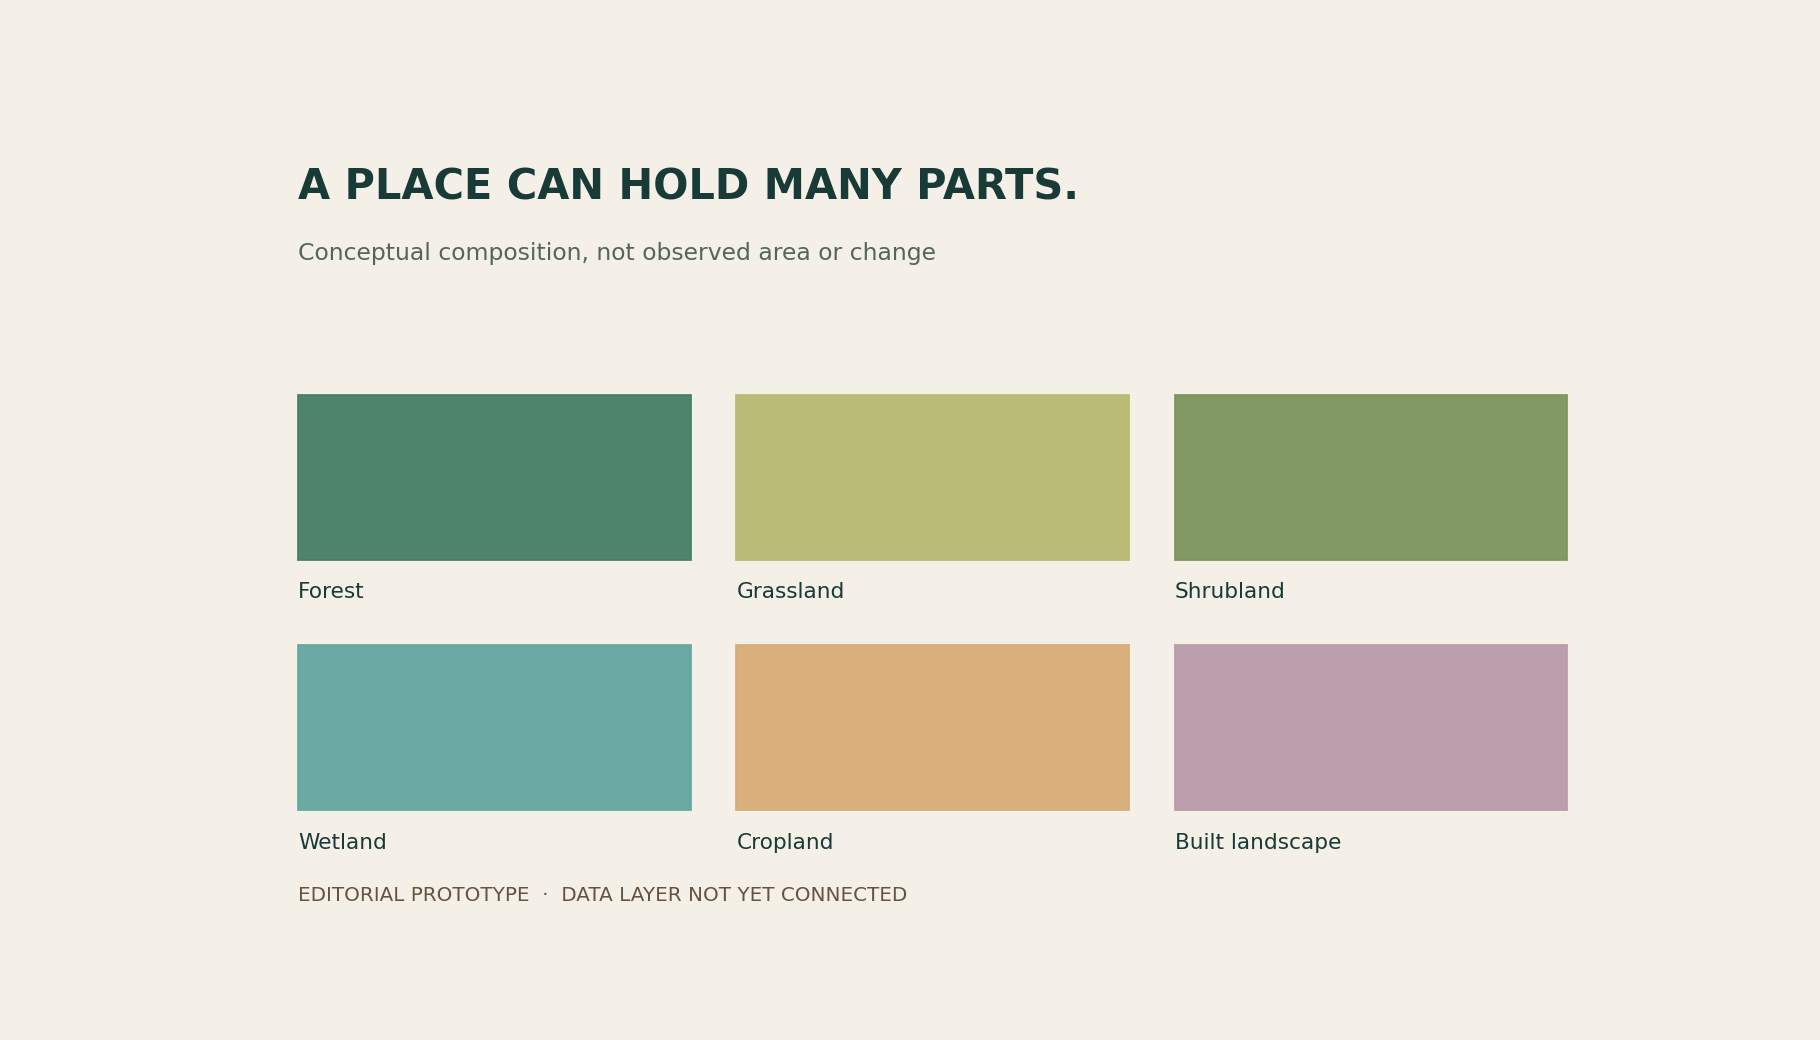 A PLACE CAN HOLD MANY PARTS.
Conceptual composition, not observed area or change
Forest
Grassland
Shrubland
Wetland
Cropland
Built landscape
EDITORIAL PROTOTYPE · DATA LAYER NOT YET CONNECTED